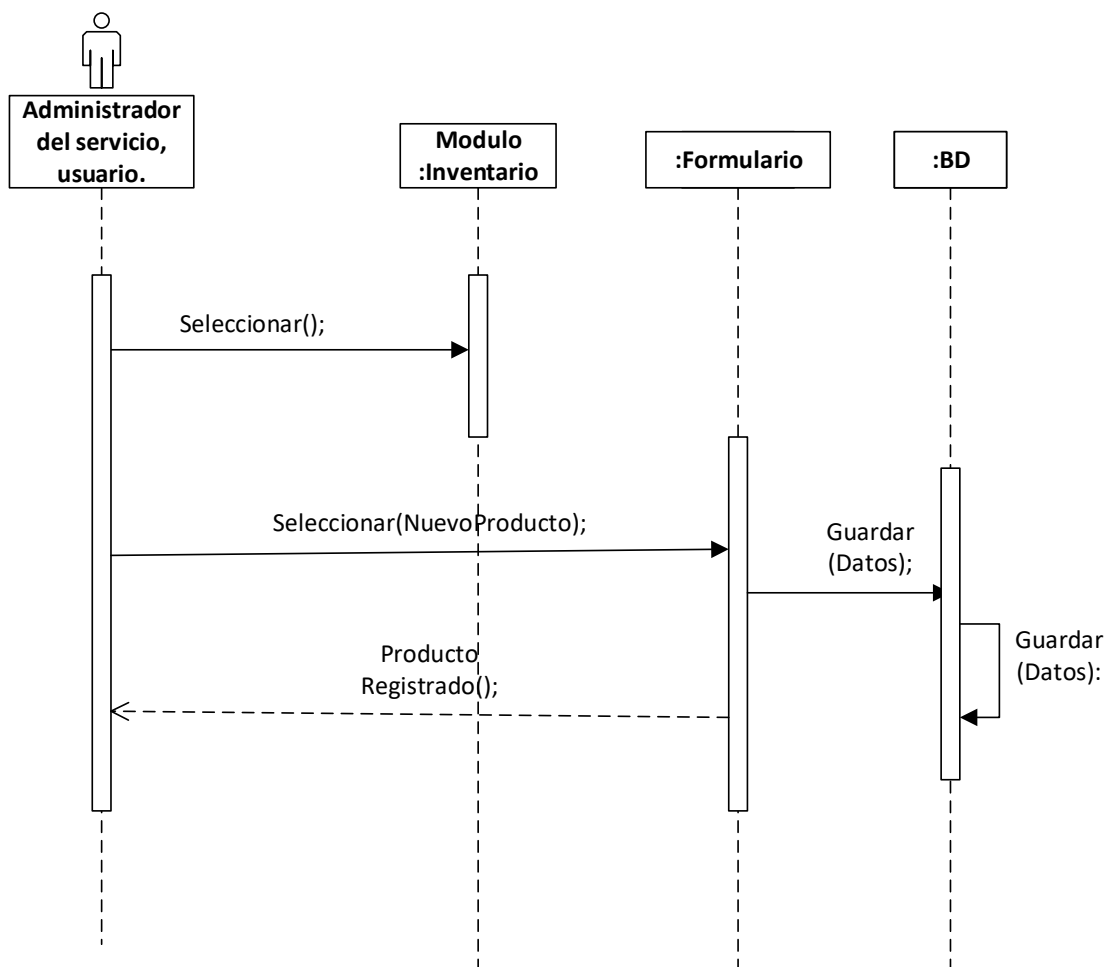 Administrador
del servicio,
usuario.
Modulo
:Inventario
:Formulario
:BD
Seleccionar();
Seleccionar(NuevoProducto);
Guardar
(Datos);
Guardar
(Datos):
Producto
Registrado();